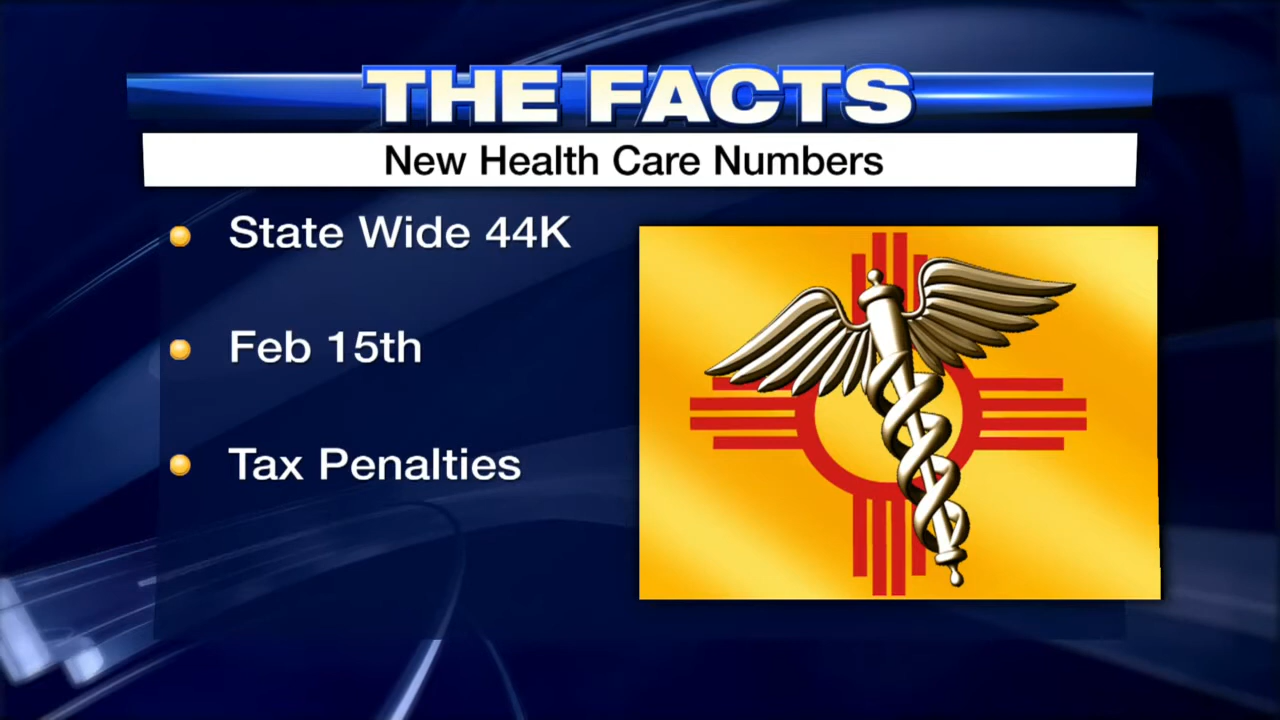 THE FACTS
New Health Care Numbers
State Wide 44K
Feb 15th
Tax Penalties